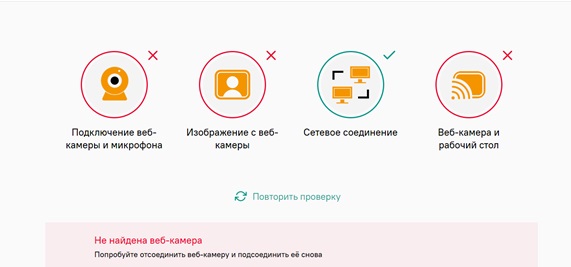 Подключение веб-
камеры и микрофона
Изображение с веб-
камеры
Сетевое соединение
Веб-камера и
рабочий стол
Повторить проверку
Не найдена веб-камера
Попробуйте отсоединить веб-камеру и подсоединить её снова